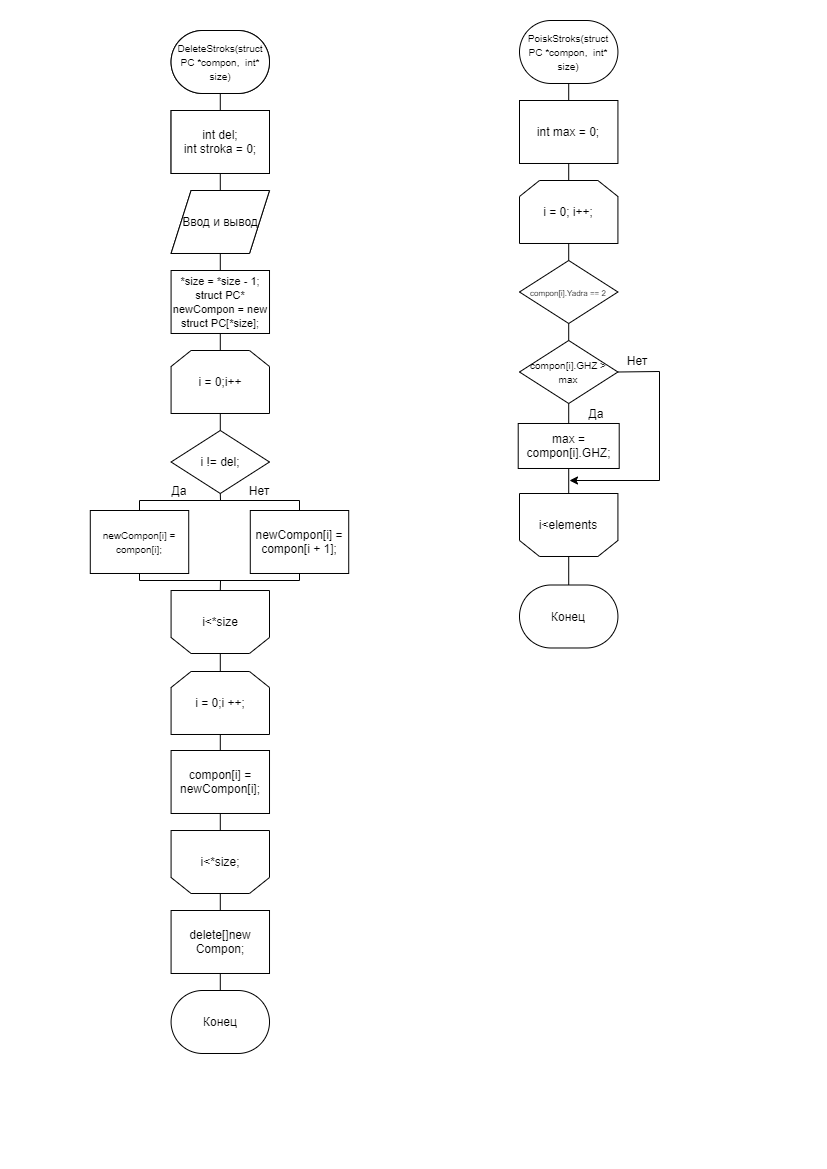 DeleteStroks(struct
PC *compon, int*
size)
int del;
int stroka = 0;
Ввод и вывод
*size = *size - 1;
struct PC*
newCompon = new
struct PC[*size];
i = 0;i++
i != del;
Да
Нет
newCompon[i] =
compon[i];
newCompon[i] =
compon[i + 1];
i<*size
i = 0;i ++;
compon[i] =
newCompon[i];
i<*size;
delete[]new
Compon;
Конец
PoiskStroks(struct
PC *compon, int*
size)
int max = 0;
i = 0; i++;
compon[i].Yadra == 2
compon[i].GHZ >
max
Нет
Да
max =
compon[i].GHZ;
i<elements
Конец